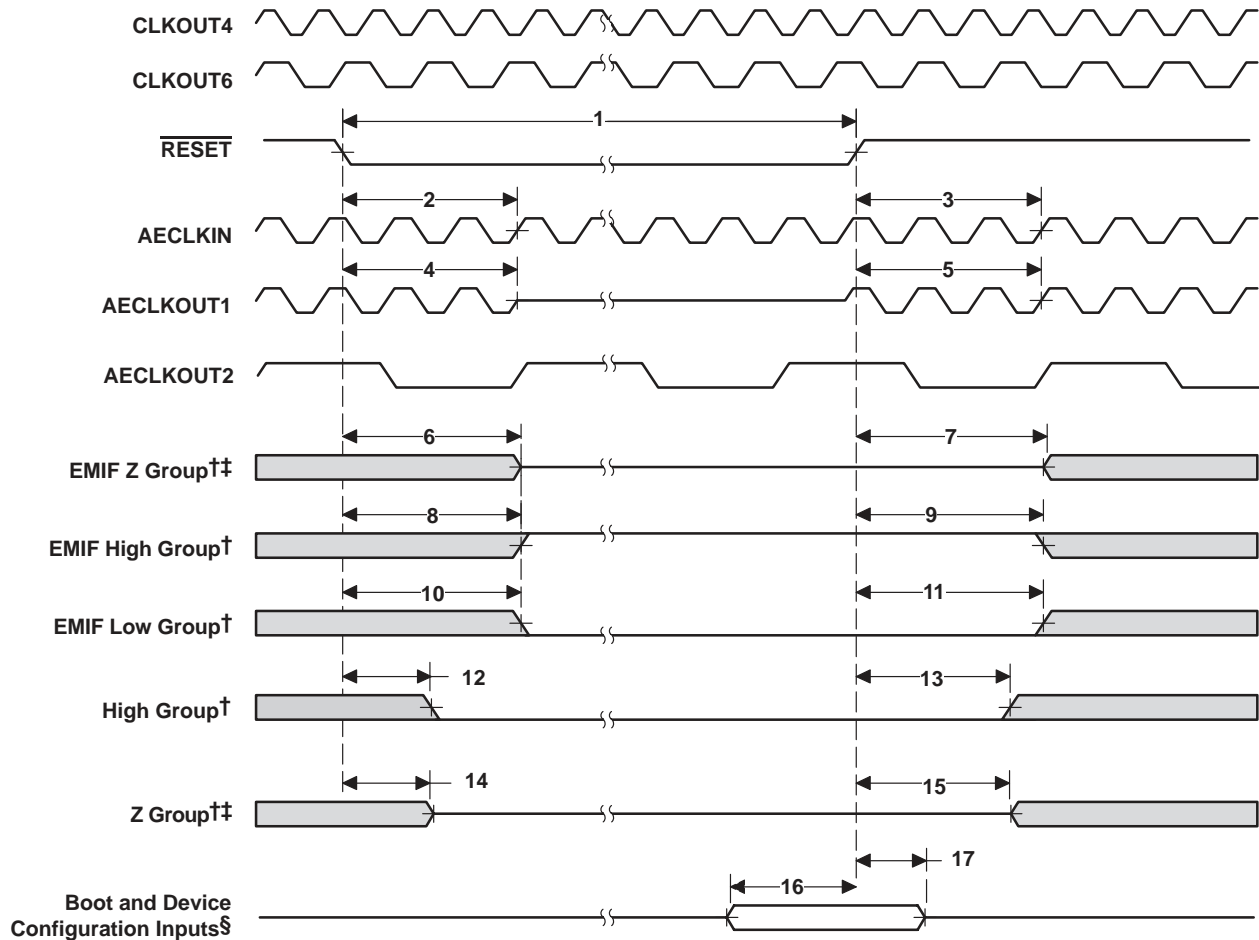 CLKOUT4
CLKOUT6
1
RESET
2
3
AECLKIN
4
5
AECLKOUT1
AECLKOUT2
6
7
EMIF Z Group†‡
8
9
EMIF High Group†
10
11
EMIF Low Group†
12
13
High Group†
14
15
Z Group†‡
17
16
Boot and Device
Configuration Inputs§